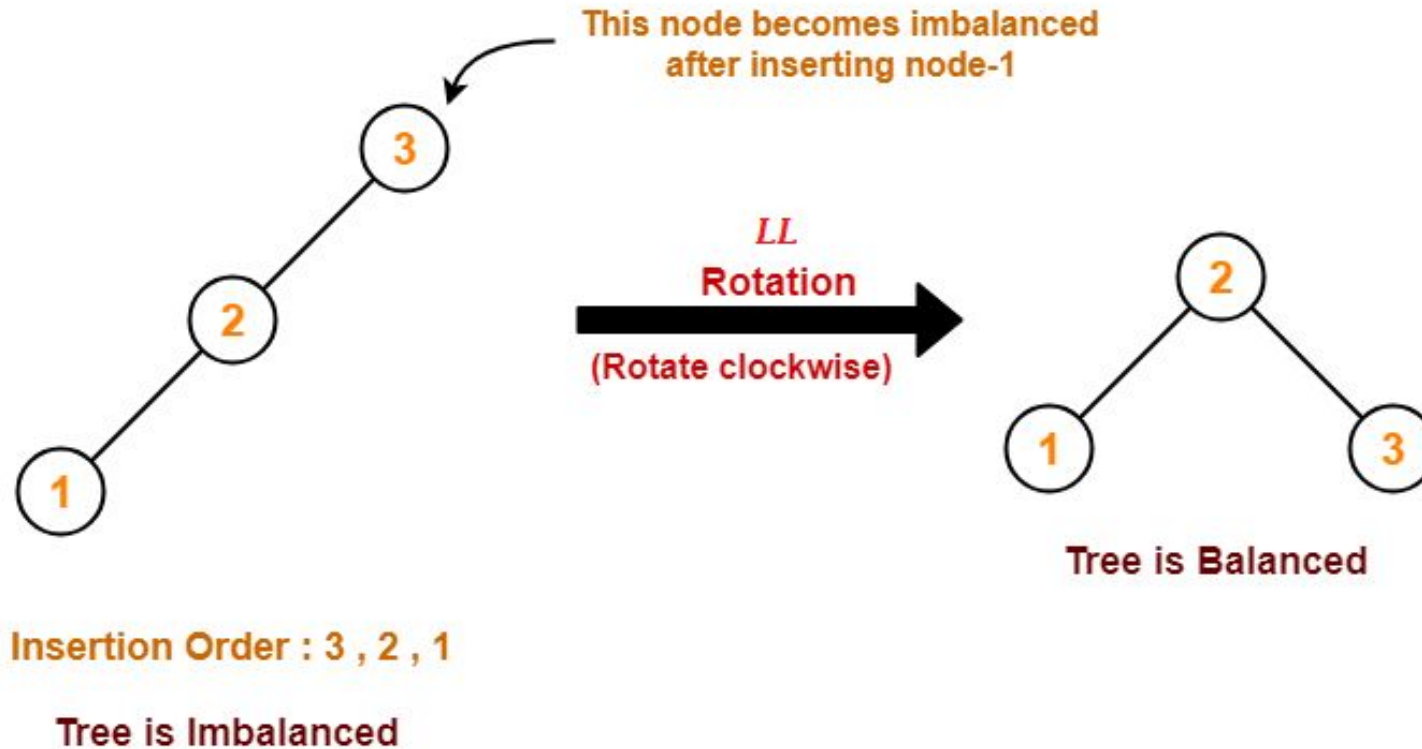 This node becomes imbalanced
after inserting node-1
3
2
1
LL
Rotation
(Rotate clockwise)
2
1
3
Tree is Balanced
Insertion Order : 3 , 2 , 1
Tree is Imbalanced